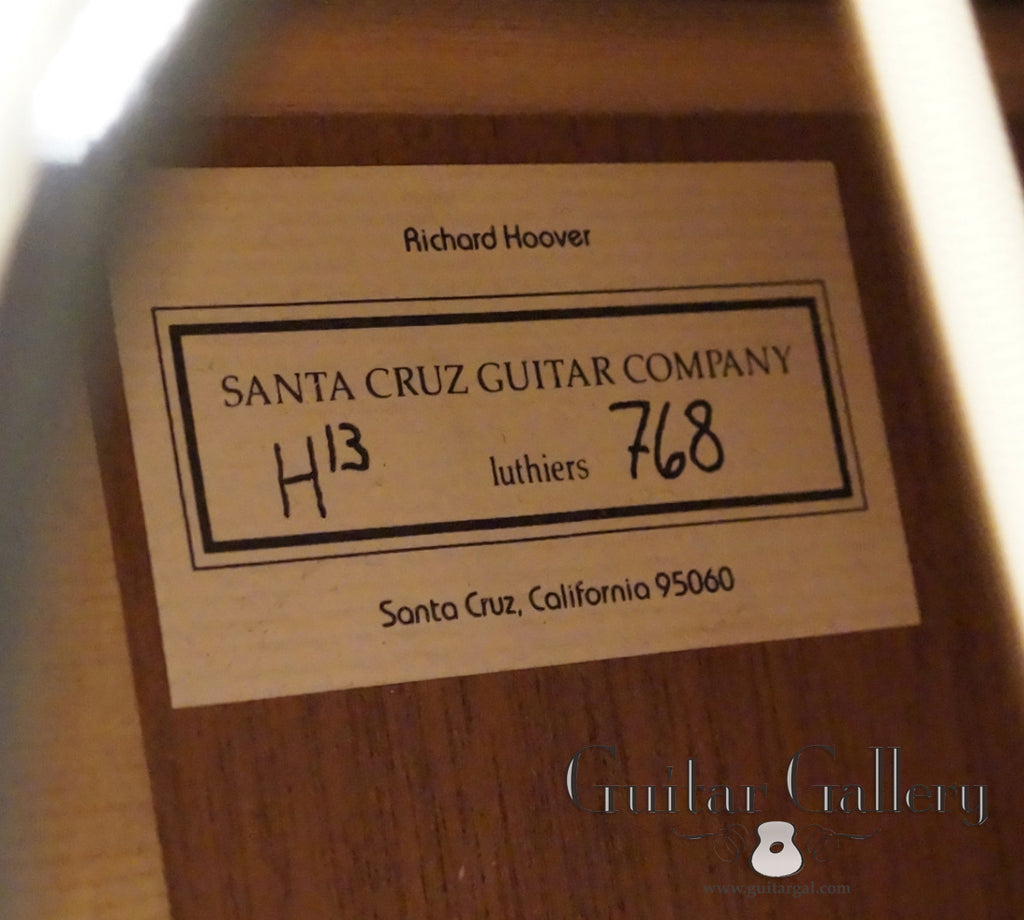 Richard Hoover
SANTA CRUZ GUITAR COMPANY
H13 luthiers 768
Santa Cruz, California 95060
Guitar Gallery
www.guitargal.com